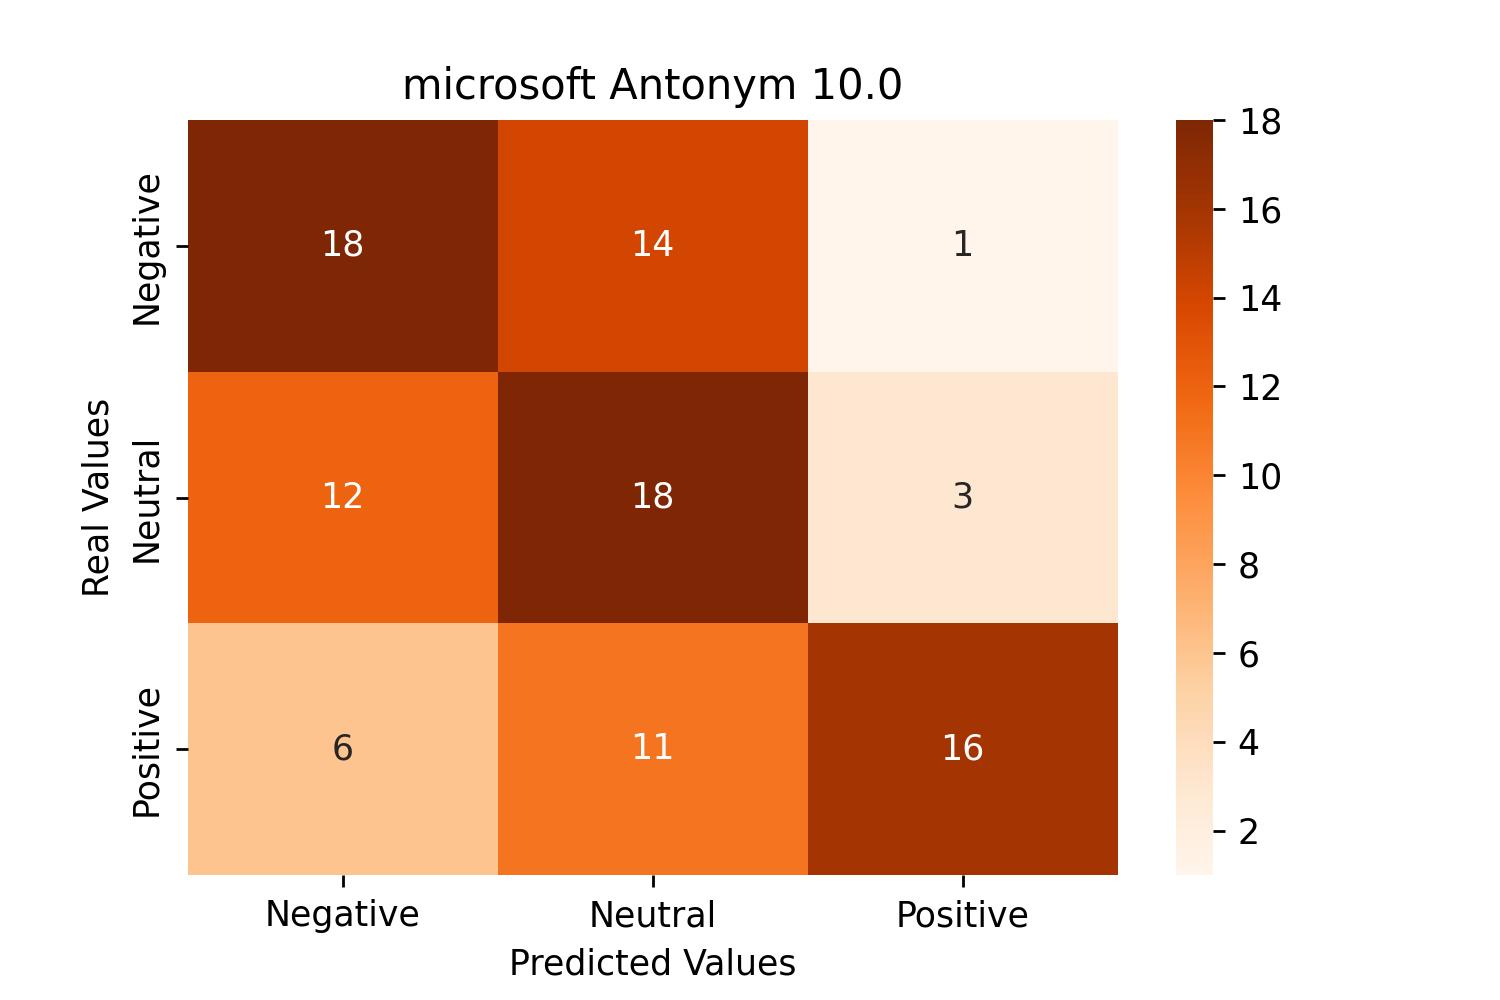 microsoft Antonym 10.0
Real Values
Negative
18 14 1
Neutral
12 18 3
Positive
6 11 16
Negative Neutral Positive
Predicted Values
18
16
14
12
10
8
6
4
2